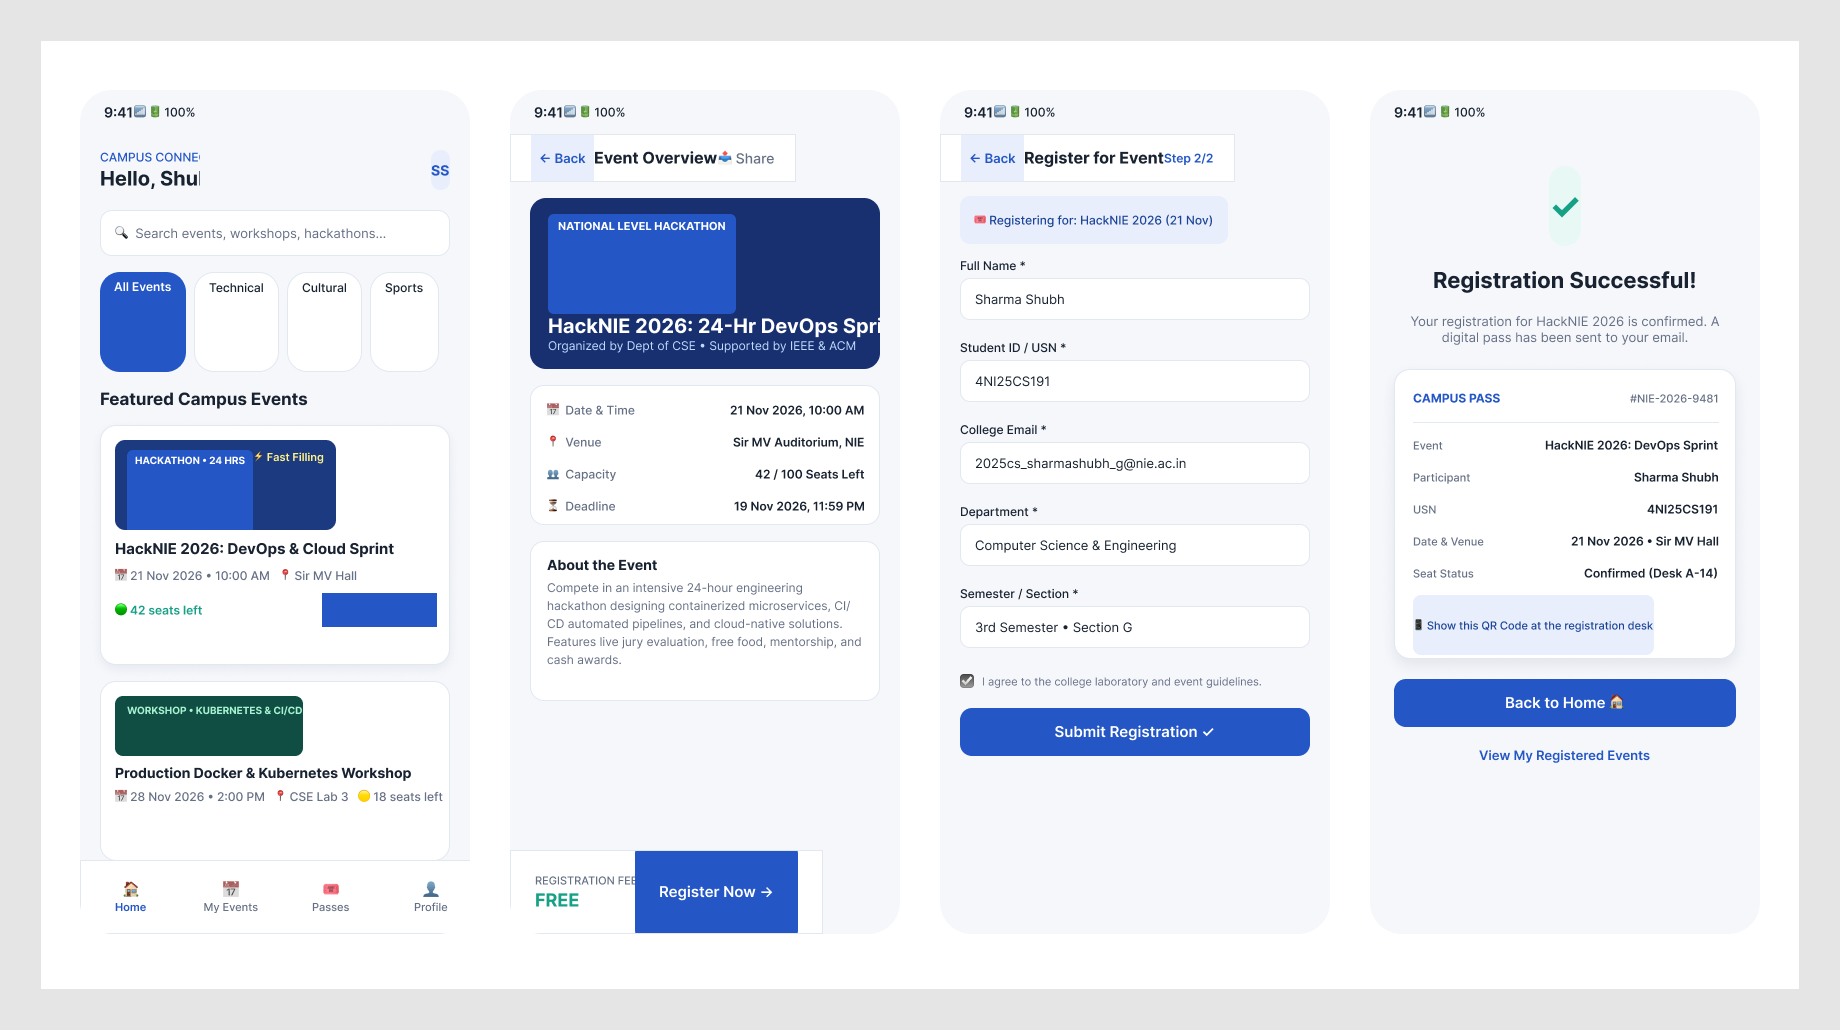 9:41 100%
CAMPUS CONNE
Hello, Shu
SS
Search events, workshops, hackathons...
All Events
Technical
Cultural
Sports
Featured Campus Events
HACKATHON • 24 HRS
⚡ Fast Filling
HackNIE 2026: DevOps & Cloud Sprint
21 Nov 2026 • 10:00 AM Sir MV Hall
42 seats left
WORKSHOP • KUBERNETES & CI/CD
Production Docker & Kubernetes Workshop
28 Nov 2026 • 2:00 PM CSE Lab 3 18 seats left
Home
My Events
Passes
Profile
9:41 100%
← Back
Event Overview
Share
NATIONAL LEVEL HACKATHON
HackNIE 2026: 24-Hr DevOps Spri
Organized by Dept of CSE • Supported by IEEE & ACM
Date & Time 21 Nov 2026, 10:00 AM
Venue Sir MV Auditorium, NIE
Capacity 42 / 100 Seats Left
Deadline 19 Nov 2026, 11:59 PM
About the Event
Compete in an intensive 24-hour engineering
hackathon designing containerized microservices, CI/
CD automated pipelines, and cloud-native solutions.
Features live jury evaluation, free food, mentorship, and
cash awards.
REGISTRATION FEE
FREE
Register Now →
9:41 100%
← Back
Register for Event
Step 2/2
Registering for: HackNIE 2026 (21 Nov)
Full Name *
Sharma Shubh
Student ID / USN *
4NI25CS191
College Email *
2025cs_sharmashubh_g@nie.ac.in
Department *
Computer Science & Engineering
Semester / Section *
3rd Semester • Section G
I agree to the college laboratory and event guidelines.
Submit Registration ✓
9:41 100%
Registration Successful!
Your registration for HackNIE 2026 is confirmed. A
digital pass has been sent to your email.
CAMPUS PASS #NIE-2026-9481
Event HackNIE 2026: DevOps Sprint
Participant Sharma Shubh
USN 4NI25CS191
Date & Venue 21 Nov 2026 • Sir MV Hall
Seat Status Confirmed (Desk A-14)
Show this QR Code at the registration desk
Back to Home
View My Registered Events